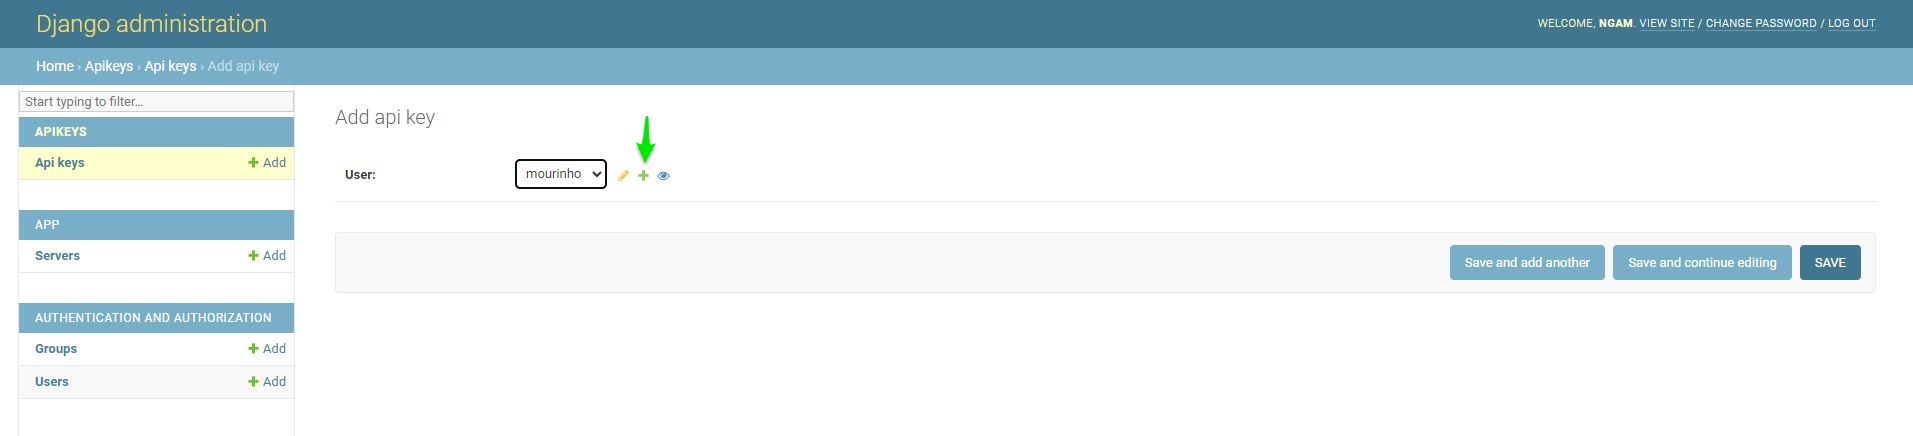 Django administration
WELCOME, NGAM. VIEW SITE / CHANGE PASSWORD / LOG OUT
Home › Apikeys › Api keys › Add api key
Start typing to filter...
APIKEYS
Api keys Add
APP
Servers Add
AUTHENTICATION AND AUTHORIZATION
Groups Add
Users Add
Add api key
User: mourinho
Save and add another Save and continue editing SAVE